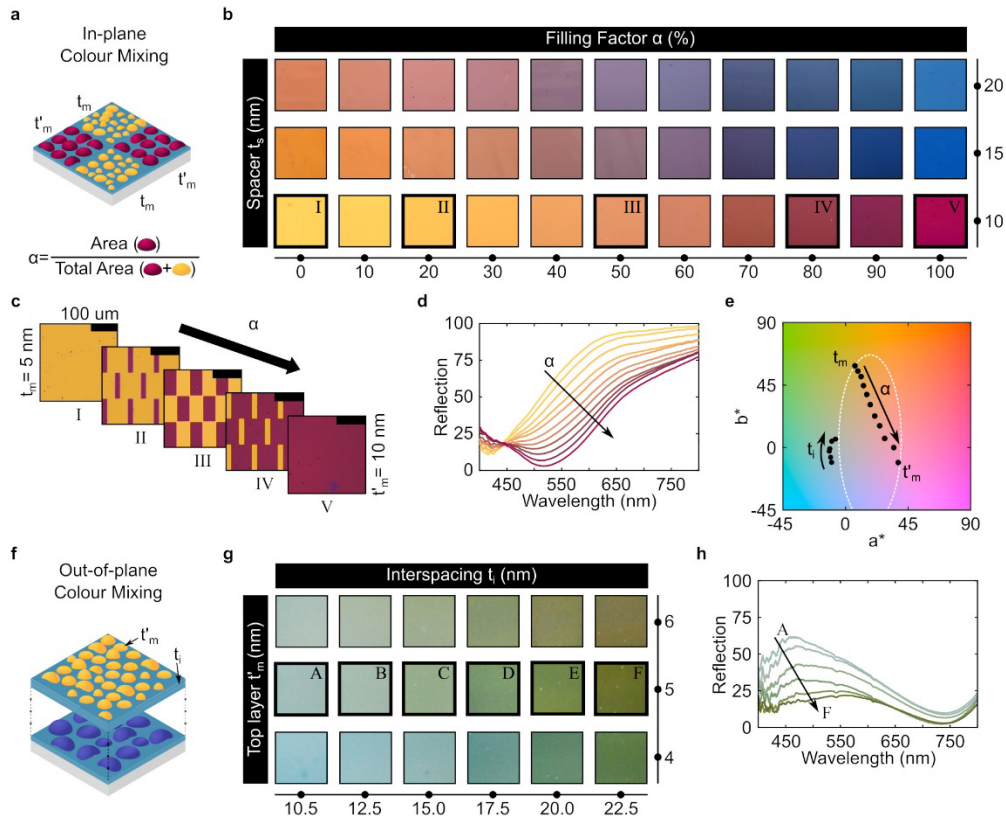 a
In-plane
Colour Mixing
t_m
t'_m
t'_m
t_m
α= Area ( )
Total Area ( + )
b
Filling Factor α (%)
Spacer t_s (nm)
20
15
I II III IV V
10
0 10 20 30 40 50 60 70 80 90 100
c
100 um
α
t_m= 5 nm
I
II
III
IV
V
t'_m= 10 nm
d
100
75
50
25
0
Reflection
α
450 550 650 750
Wavelength (nm)
e
90
45
0
-45
b*
t_m
α
t_i
t'_m
-45 0 45 90
a*
f
Out-of-plane
Colour Mixing
t'_m
t_i
g
Interspacing t_i (nm)
Top layer t'_m (nm)
6
A B C D E F
5
4
10.5 12.5 15.0 17.5 20.0 22.5
h
100
75
50
25
0
Reflection
A
F
450 550 650 750
Wavelength (nm)